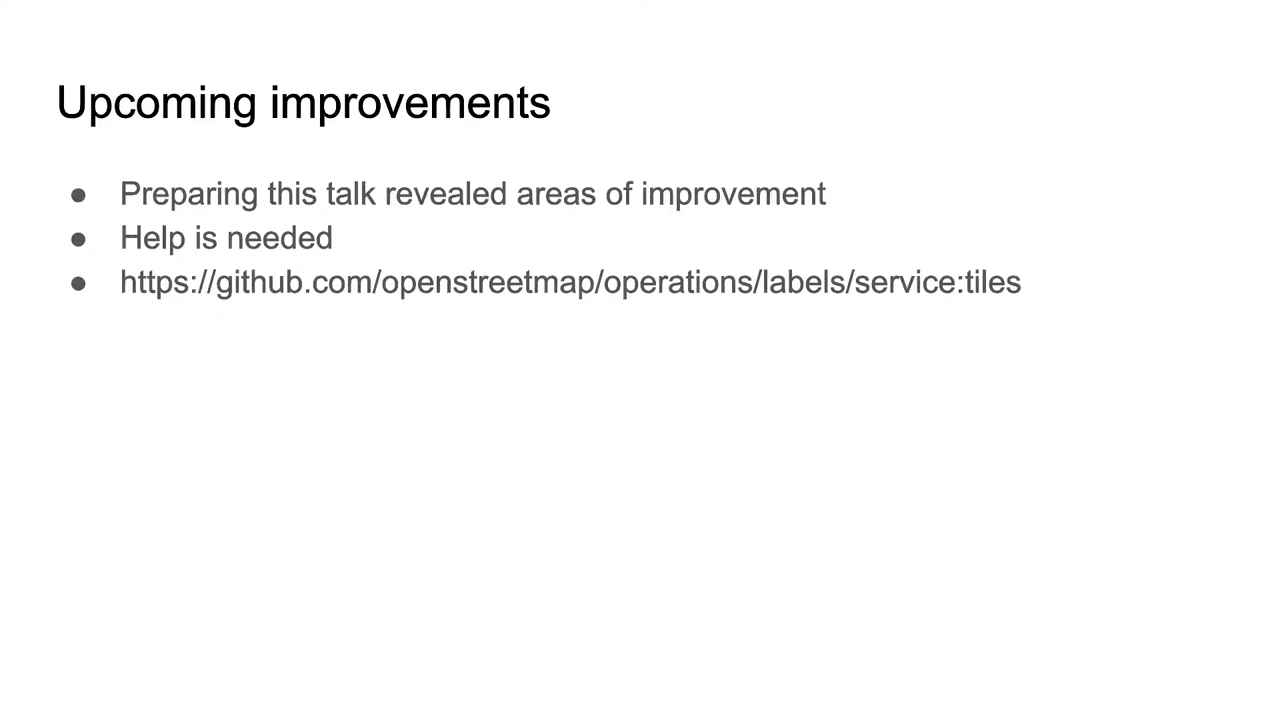 Upcoming improvements
● Preparing this talk revealed areas of improvement
● Help is needed
● https://github.com/openstreetmap/operations/labels/service:tiles